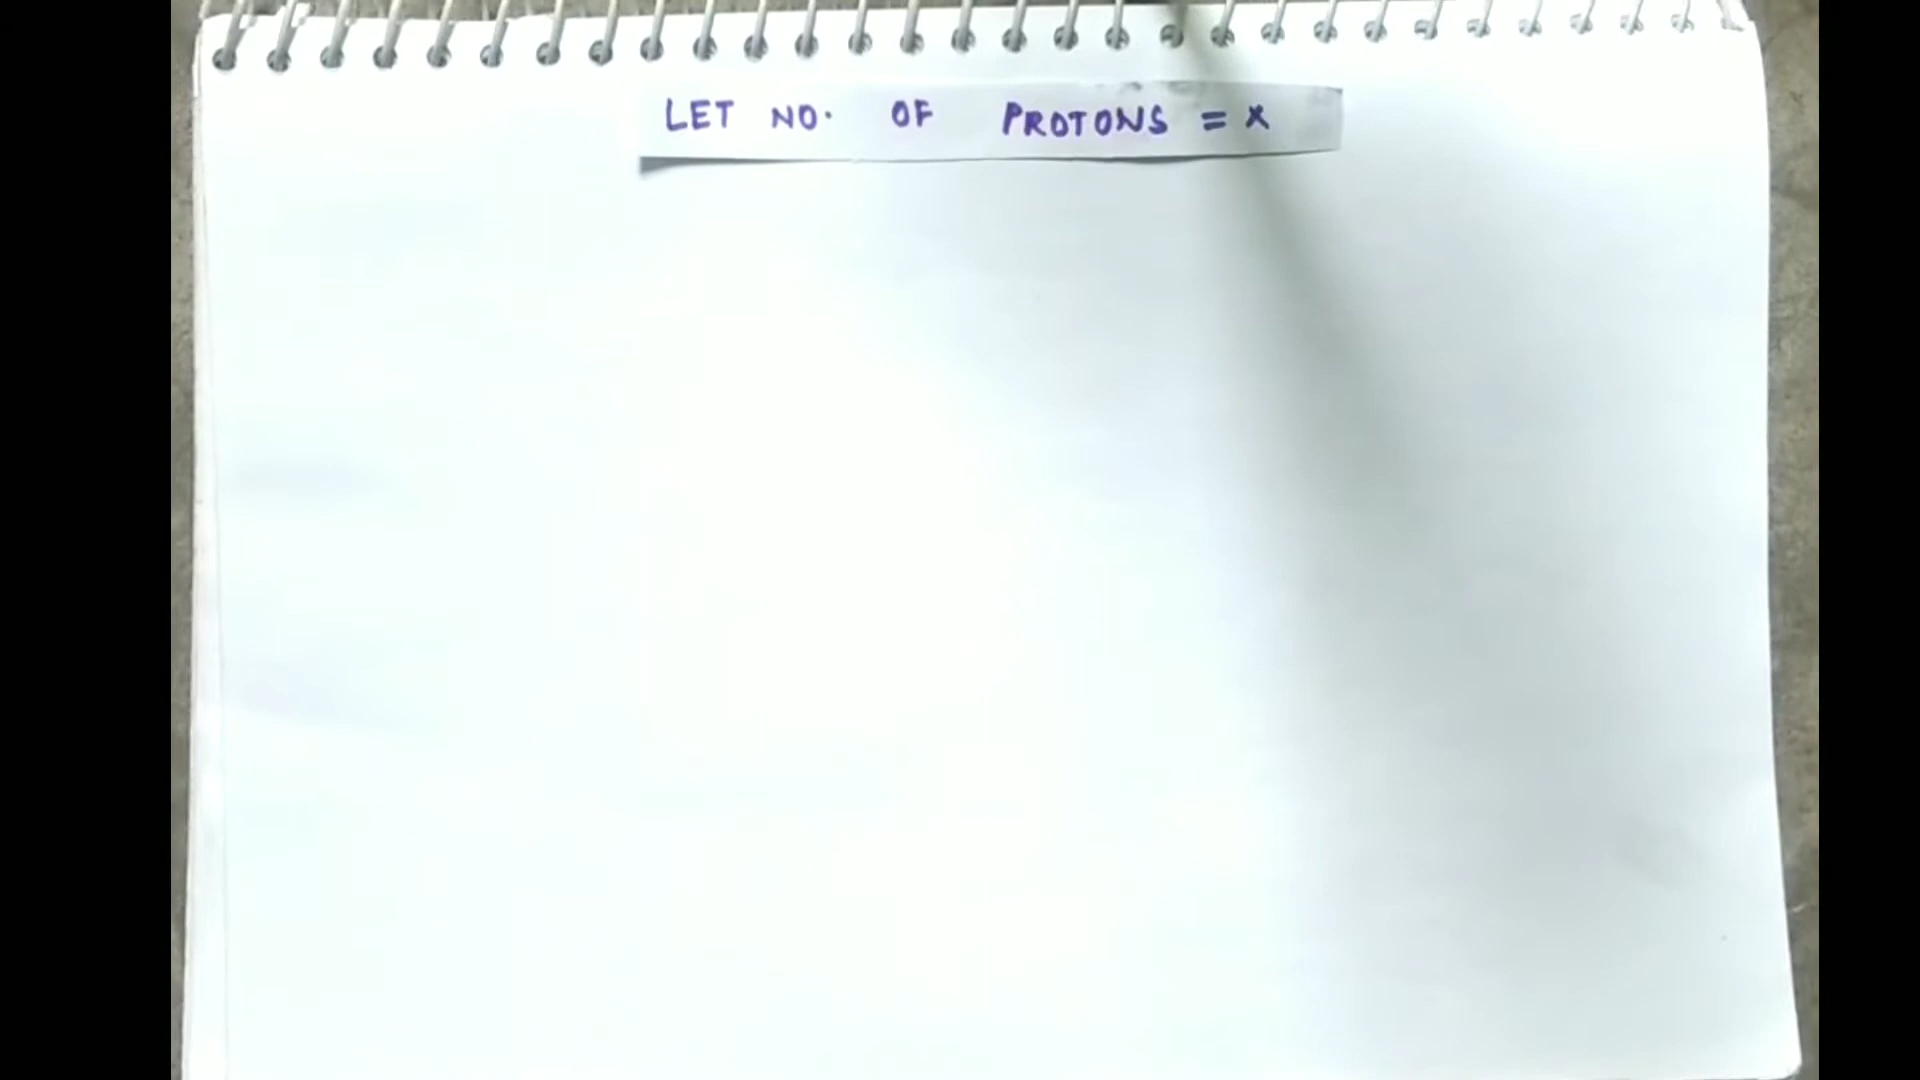 LET NO. OF PROTONS = x